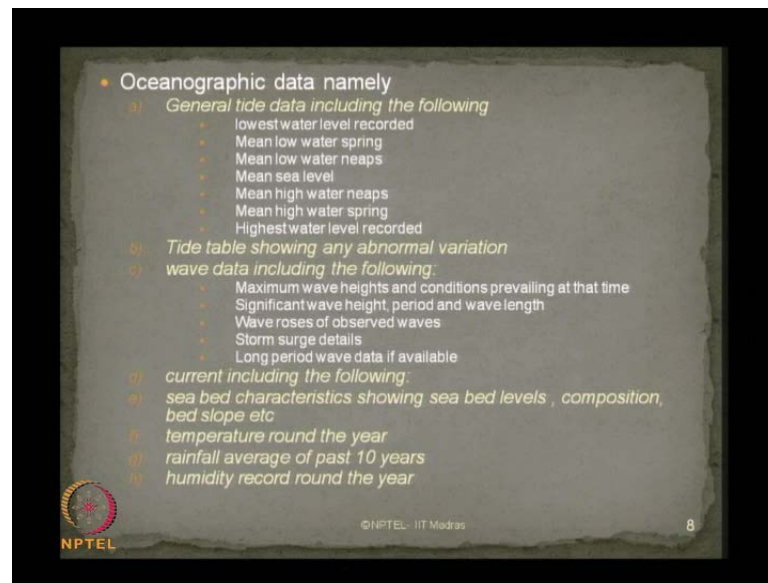 • Oceanographic data namely
a) General tide data including the following
• lowest water level recorded
• Mean low water spring
• Mean low water neaps
• Mean sea level
• Mean high water neaps
• Mean high water spring
• Highest water level recorded
b) Tide table showing any abnormal variation
c) wave data including the following:
• Maximum wave heights and conditions prevailing at that time
• Significant wave height, period and wave length
• Wave roses of observed waves
• Storm surge details
• Long period wave data if available
d) current including the following:
e) sea bed characteristics showing sea bed levels , composition,
bed slope etc
f) temperature round the year
g) rainfall average of past 10 years
h) humidity record round the year
©NPTEL- IIT Madras
8
NPTEL